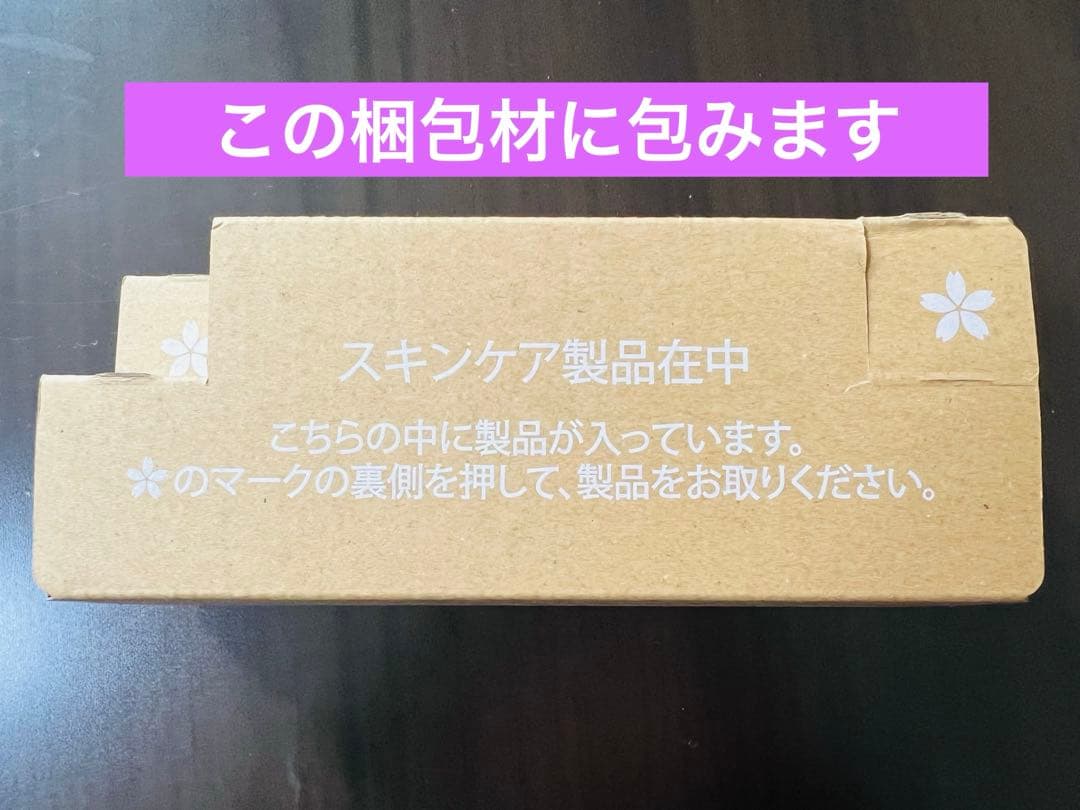 この梱包材に包みます
スキンケア製品在中
こちらの中に製品が入っています。
のマークの裏側を押して、製品をお取りください。